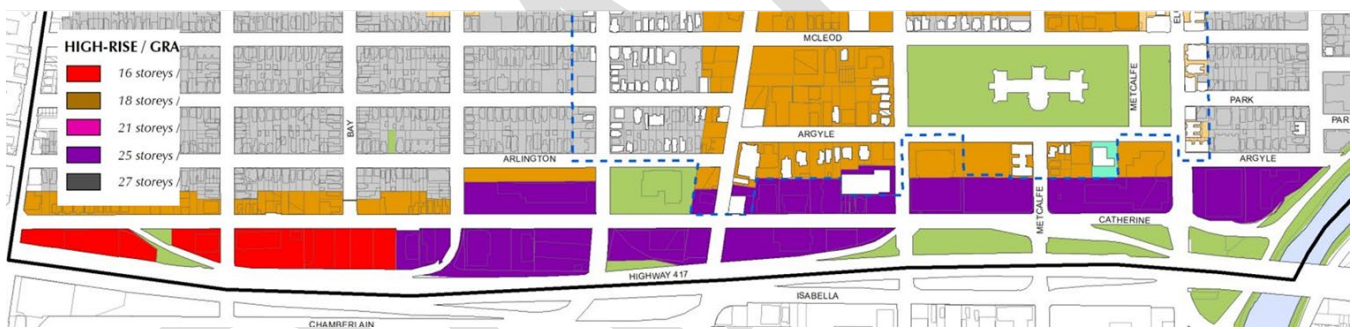 MCLEOD
HIGH-RISE / GRA
16 storeys /
18 storeys /
21 storeys /
25 storeys /
27 storeys /
METCALFE
PARK
BAY
ARGYLE
ARLINGTON
ARGYLE
METCALFE
CATHERINE
HIGHWAY 417
ISABELLA
CHAMBERLAIN